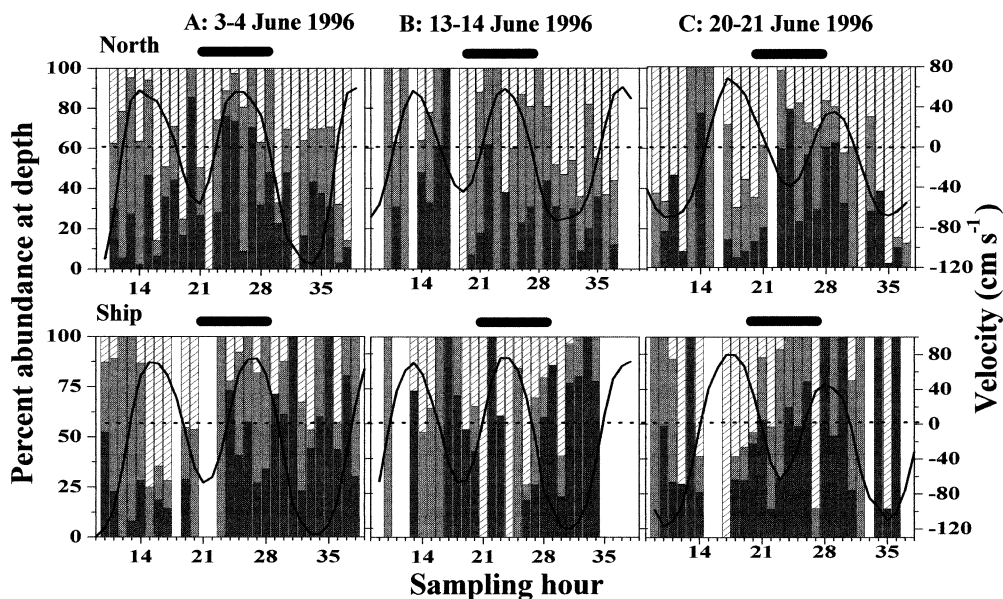 A: 3-4 June 1996
B: 13-14 June 1996
C: 20-21 June 1996
North
100
80
60
40
20
0
14 21 28 35
14 21 28 35
14 21 28 35
80
40
0
-40
-80
-120
Ship
100
75
50
25
0
14 21 28 35
14 21 28 35
14 21 28 35
80
40
0
-40
-80
-120
Percent abundance at depth
Velocity (cm s⁻¹)
Sampling hour